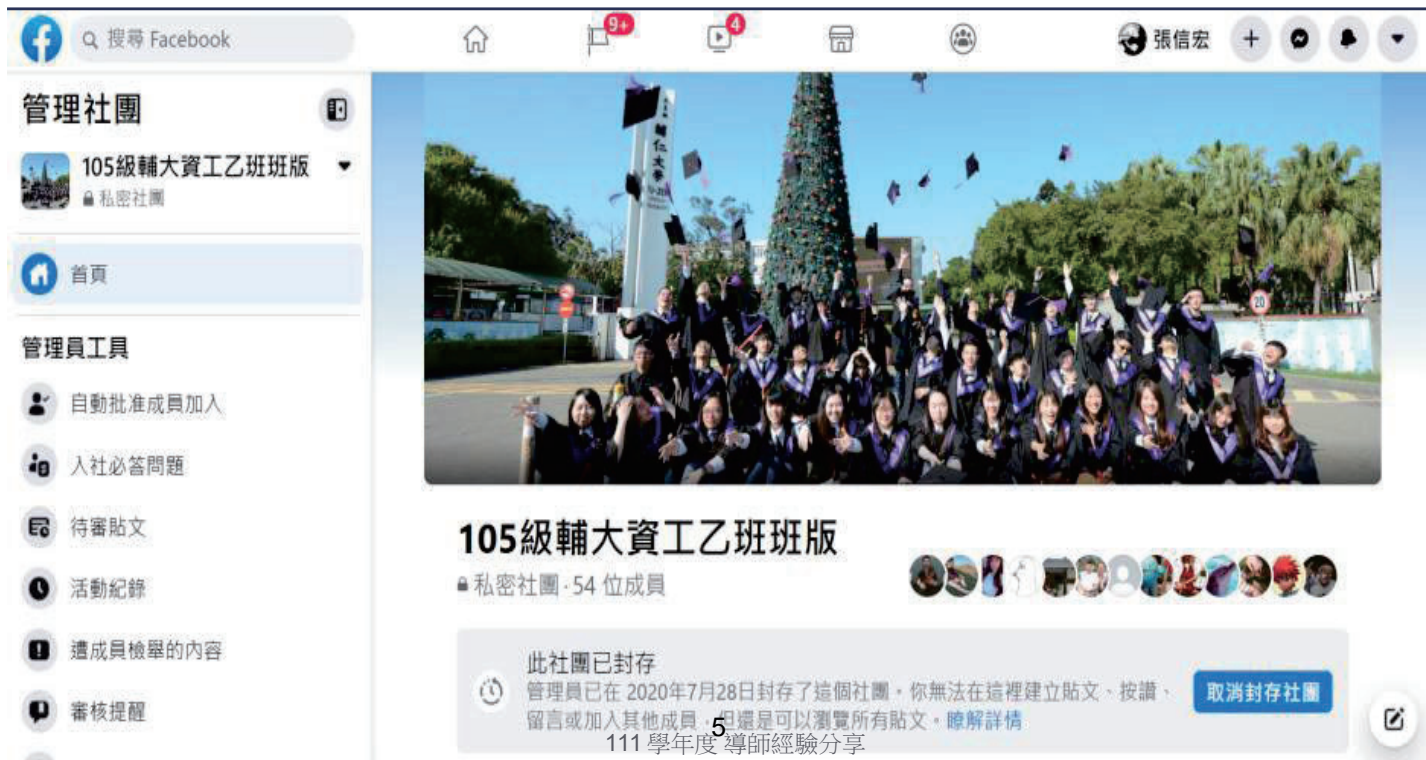 搜尋 Facebook
9+
4
張信宏
管理社團
105級輔大資工乙班班版
私密社團
首頁
管理員工具
自動批准成員加入
入社必答問題
待審貼文
活動紀錄
遭成員檢舉的內容
審核提醒
輔仁大學
20
105級輔大資工乙班班版
私密社團·54 位成員
此社團已封存
管理員已在 2020年7月28日封存了這個社團。你無法在這裡建立貼文、按讚、
留言或加入其他成員,但還是可以瀏覽所有貼文。瞭解詳情
取消封存社團
5
111 學年度 導師經驗分享